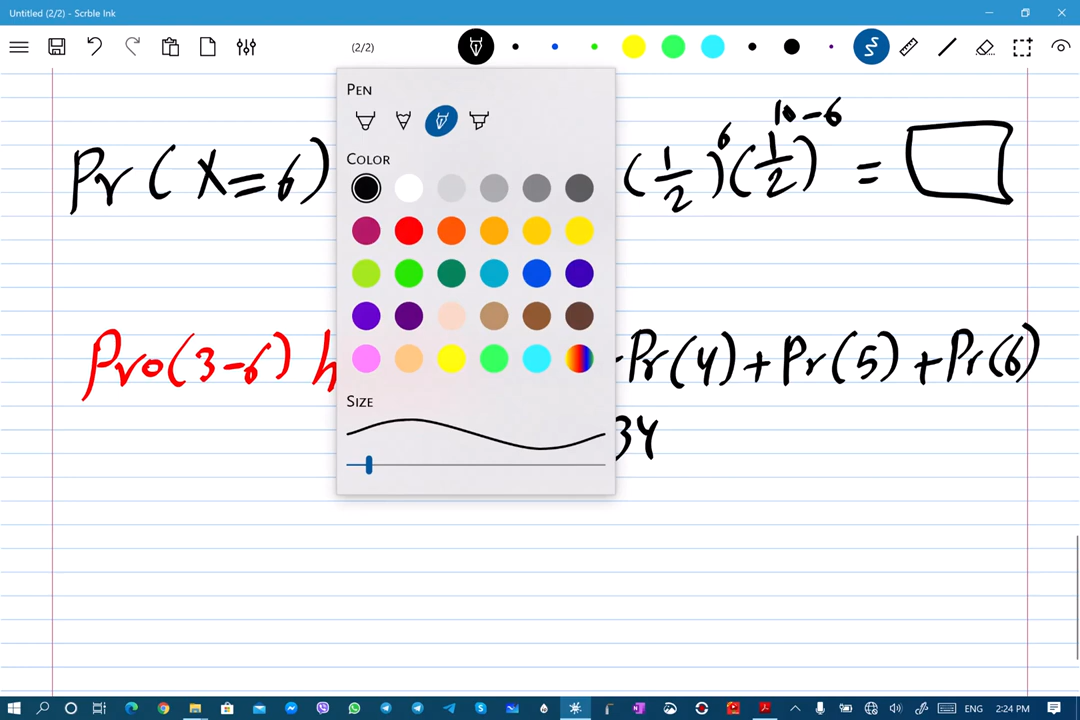 Untitled (2/2) - Scrble Ink
(2/2)
PEN
COLOR
SIZE
10-6
Pr(X=6) (1/2)^6 (1/2) =
Pro(3-6) h Pr(4)+Pr(5)+Pr(6)
34
ENG 2:24 PM